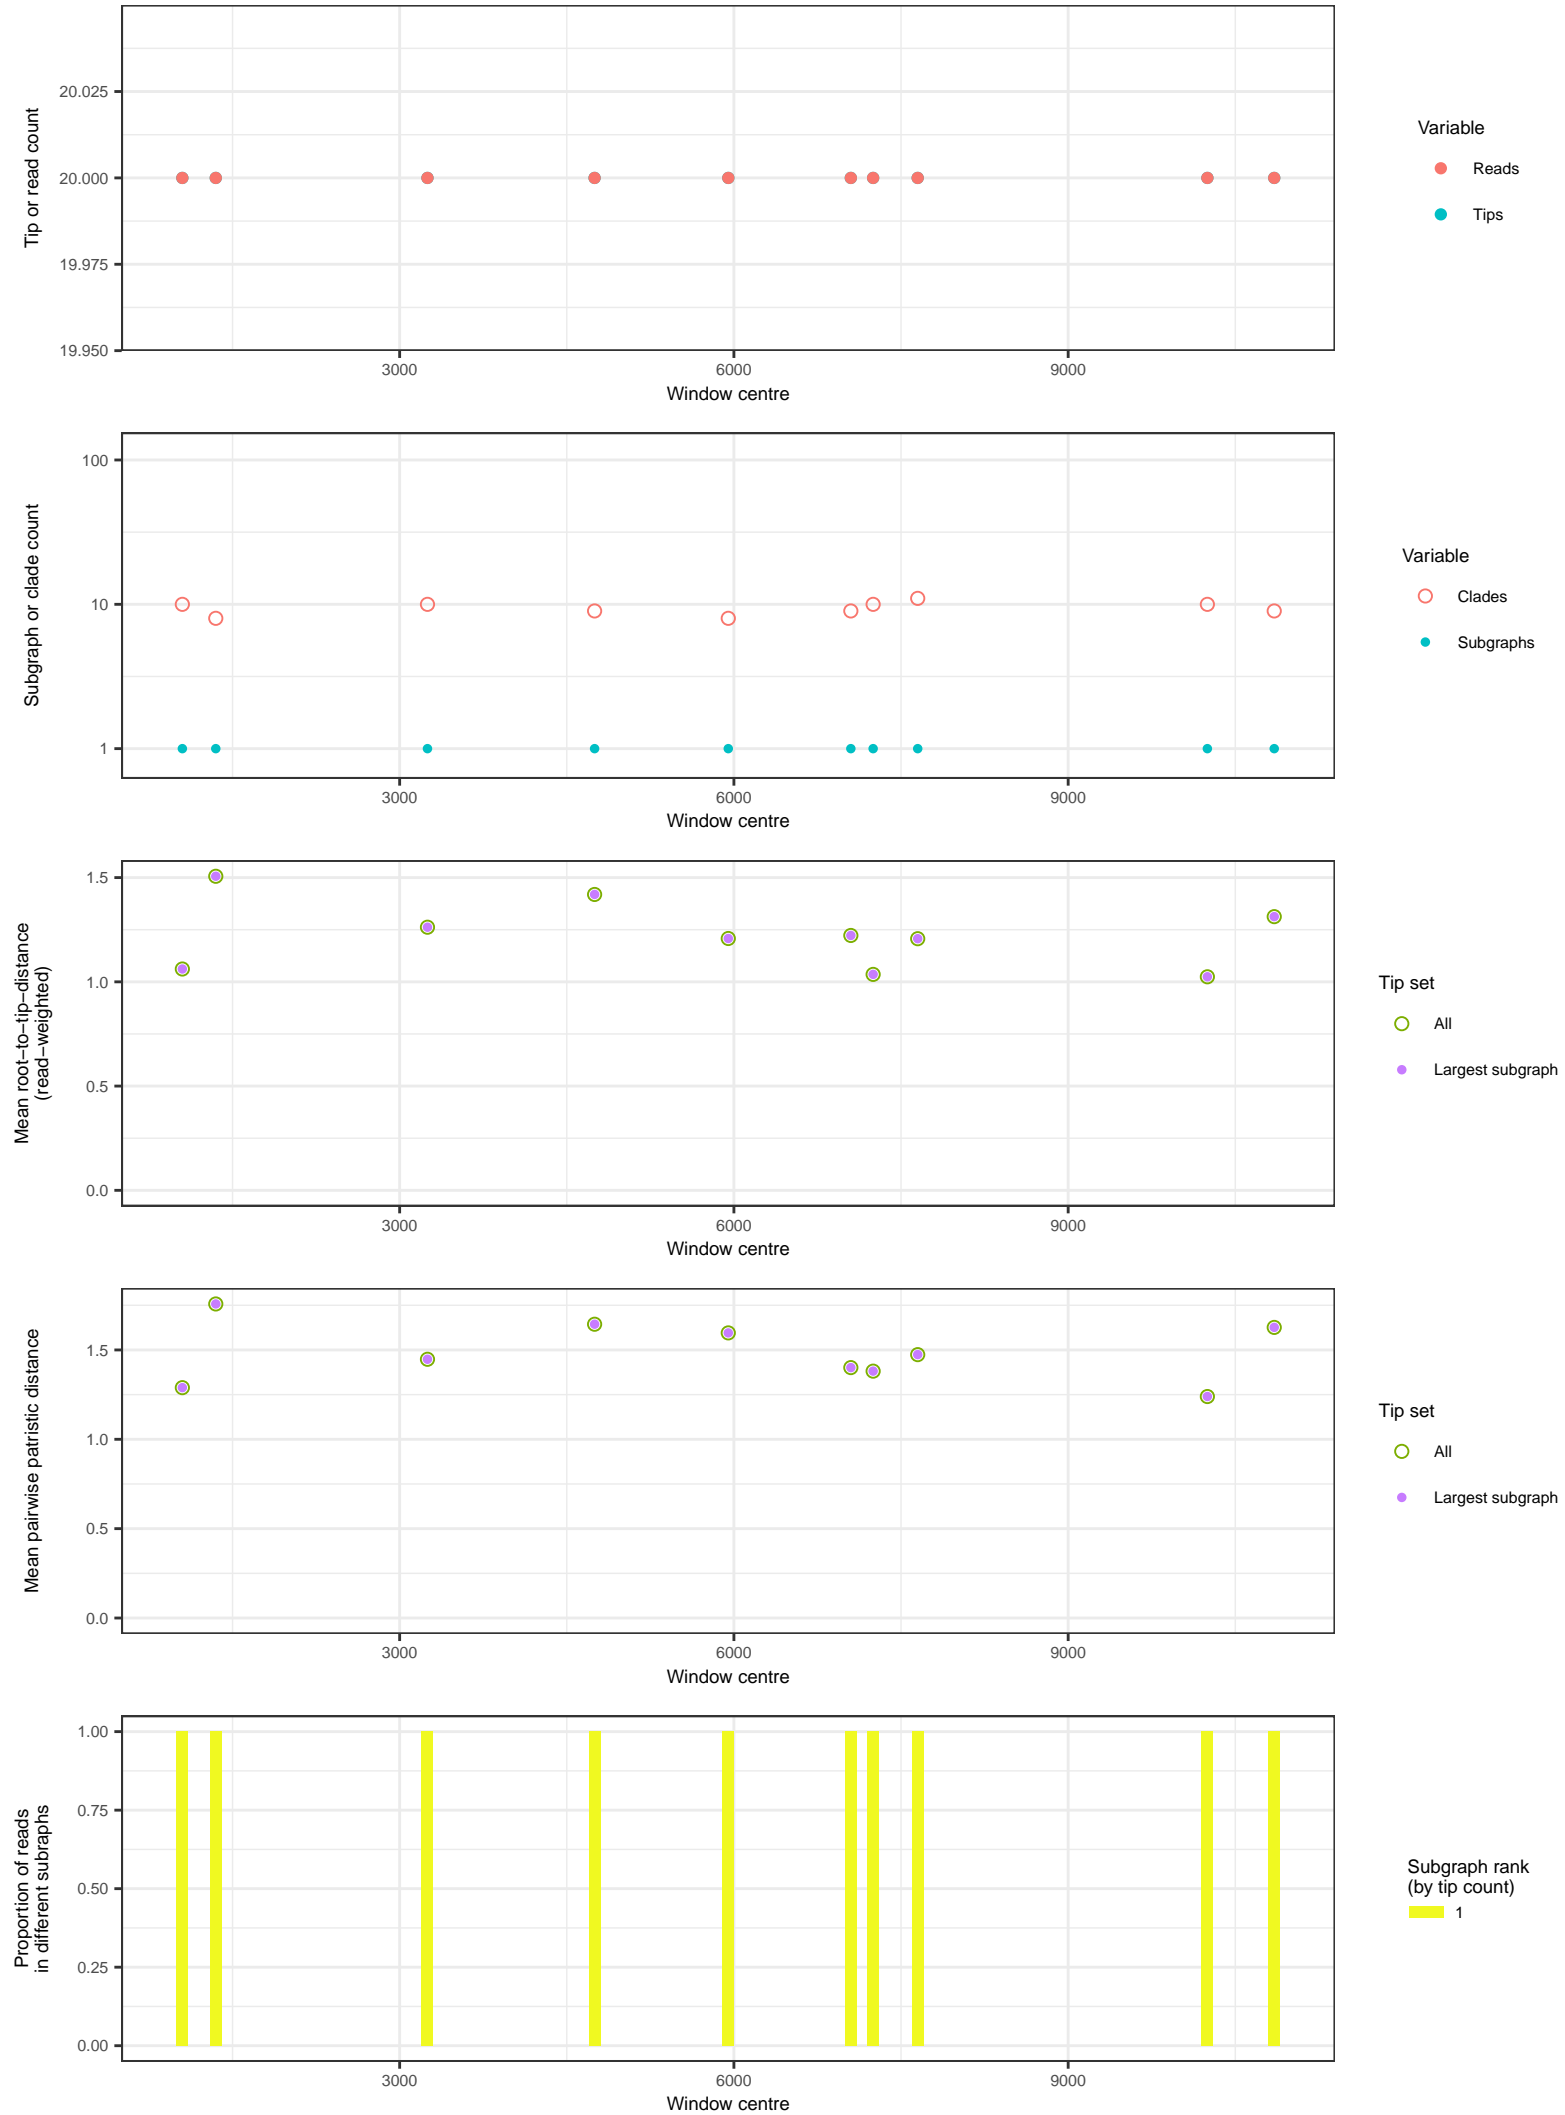 20.025
20.000
19.975
19.950
Tip or read count
3000 6000 9000
Window centre
Variable
Reads
Tips
100
10
1
Subgraph or clade count
3000 6000 9000
Window centre
Variable
Clades
Subgraphs
1.5
1.0
0.5
0.0
Mean root−to−tip−distance
(read−weighted)
3000 6000 9000
Window centre
Tip set
All
Largest subgraph
1.5
1.0
0.5
0.0
Mean pairwise patristic distance
3000 6000 9000
Window centre
Tip set
All
Largest subgraph
1.00
0.75
0.50
0.25
0.00
Proportion of reads
in different subraphs
3000 6000 9000
Window centre
Subgraph rank
(by tip count)
1